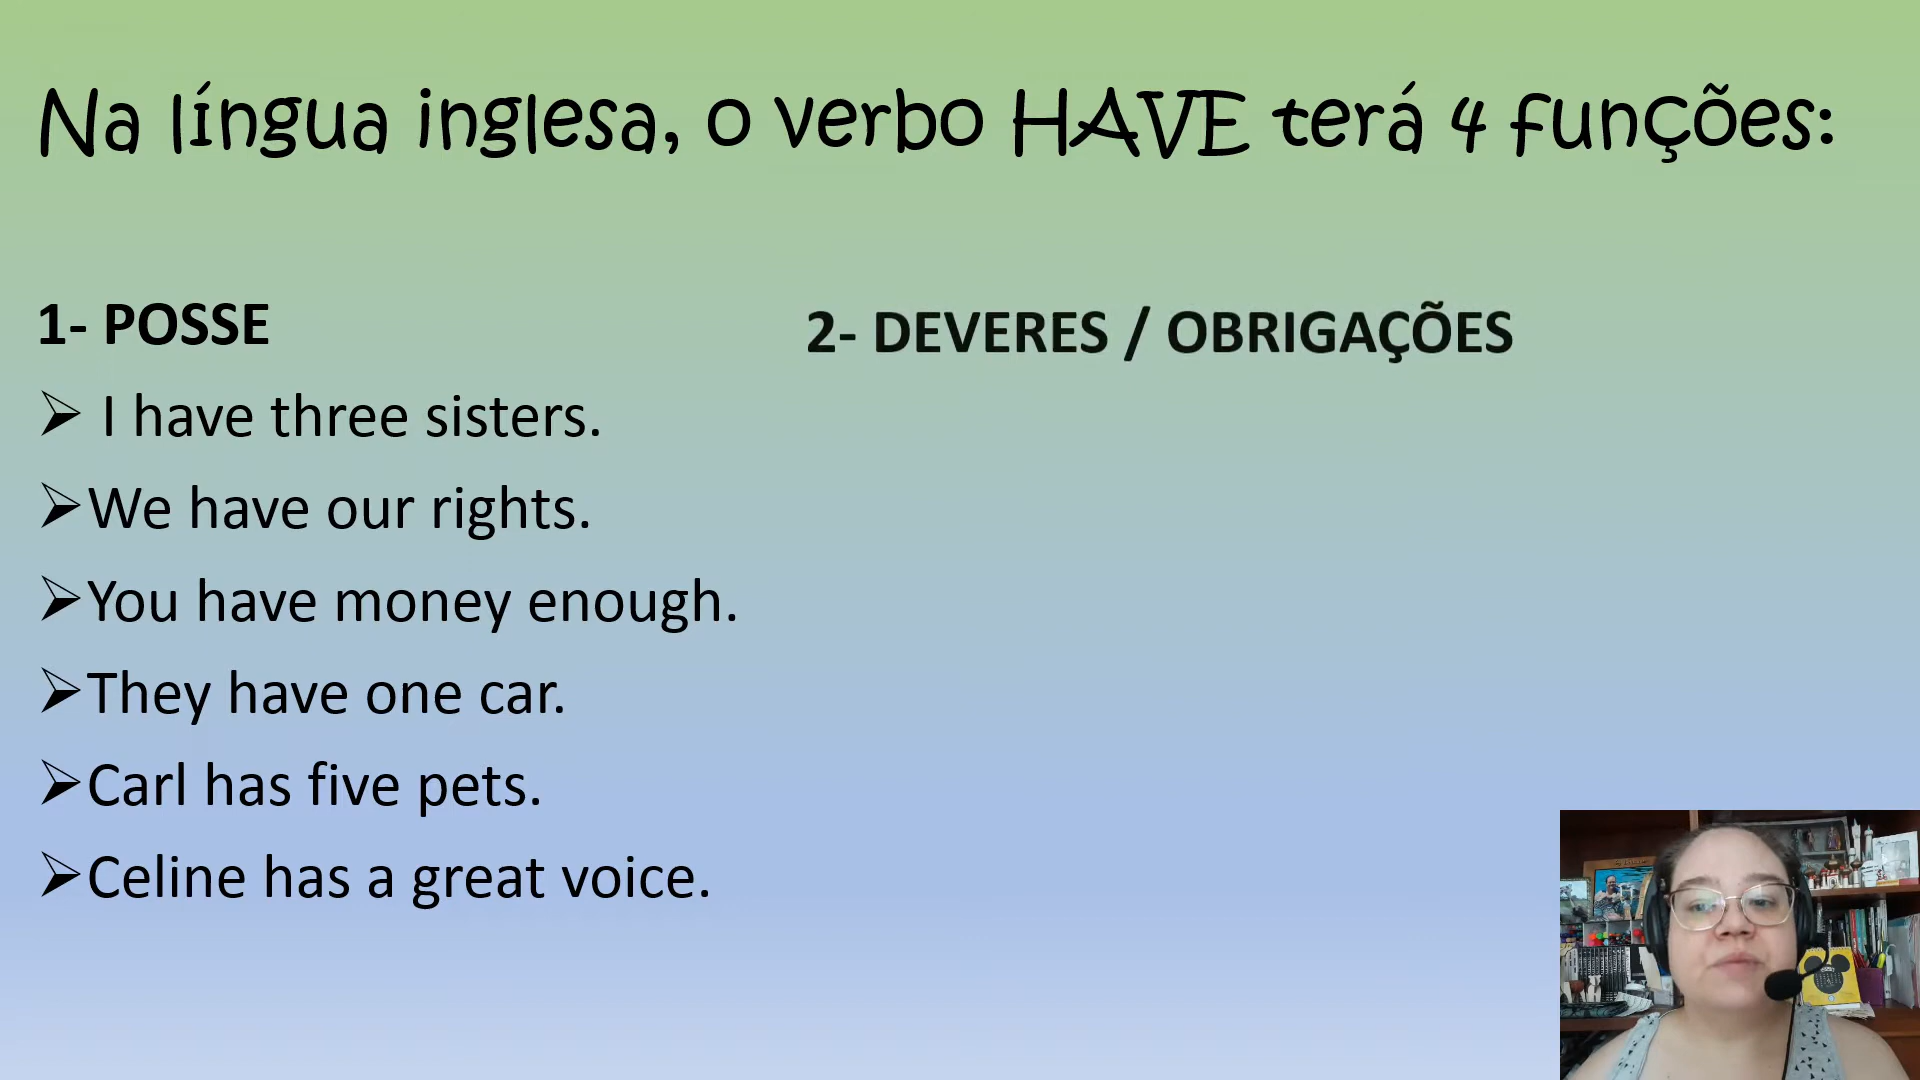 Na língua inglesa, o verbo HAVE terá 4 funções:
1- POSSE
I have three sisters.
We have our rights.
You have money enough.
They have one car.
Carl has five pets.
Celine has a great voice.
2- DEVERES / OBRIGAÇÕES